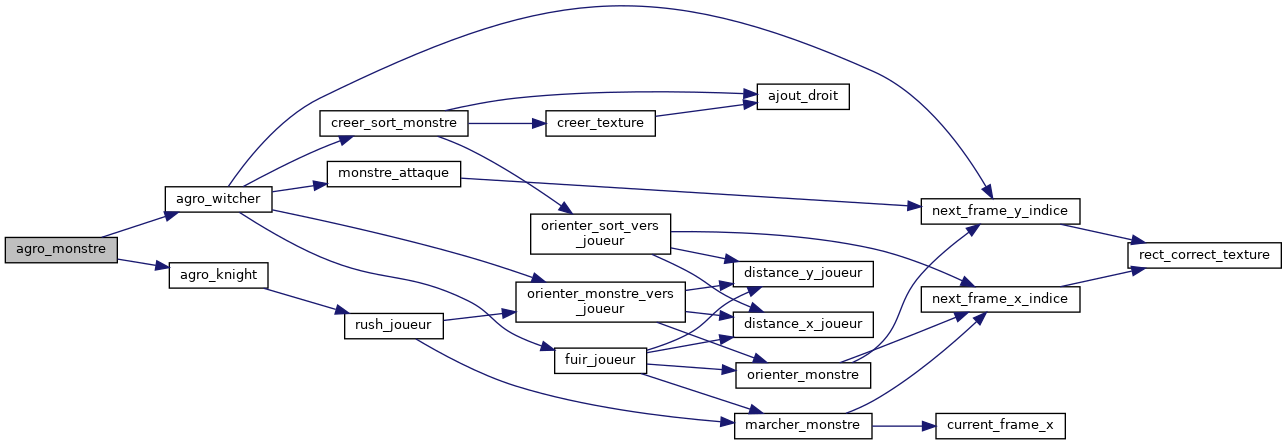 ajout_droit
creer_sort_monstre
creer_texture
monstre_attaque
agro_witcher
next_frame_y_indice
orienter_sort_vers
_joueur
agro_monstre
rect_correct_texture
agro_knight
distance_y_joueur
orienter_monstre_vers
_joueur
next_frame_x_indice
rush_joueur
distance_x_joueur
fuir_joueur
orienter_monstre
marcher_monstre
current_frame_x